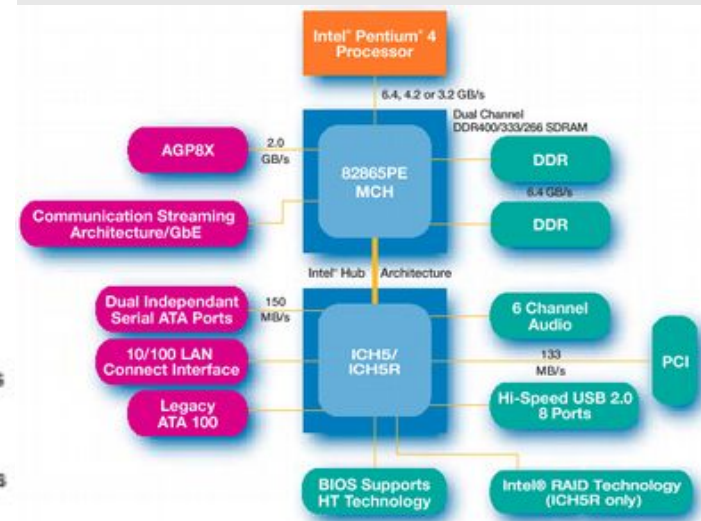 Intel® Pentium® 4
Processor
6.4, 4.2 or 3.2 GB/s
Dual Channel
DDR400/333/266 SDRAM
AGP8X
2.0
GB/s
82865PE
MCH
DDR
6.4 GB/s
DDR
Communication Streaming
Architecture/GbE
Intel® Hub Architecture
Dual Independant
Serial ATA Ports
150
MB/s
6 Channel
Audio
10/100 LAN
Connect Interface
ICH5/
ICH5R
133
MB/s
PCI
Legacy
ATA 100
Hi-Speed USB 2.0
8 Ports
BIOS Supports
HT Technology
Intel® RAID Technology
(ICH5R only)
s
s